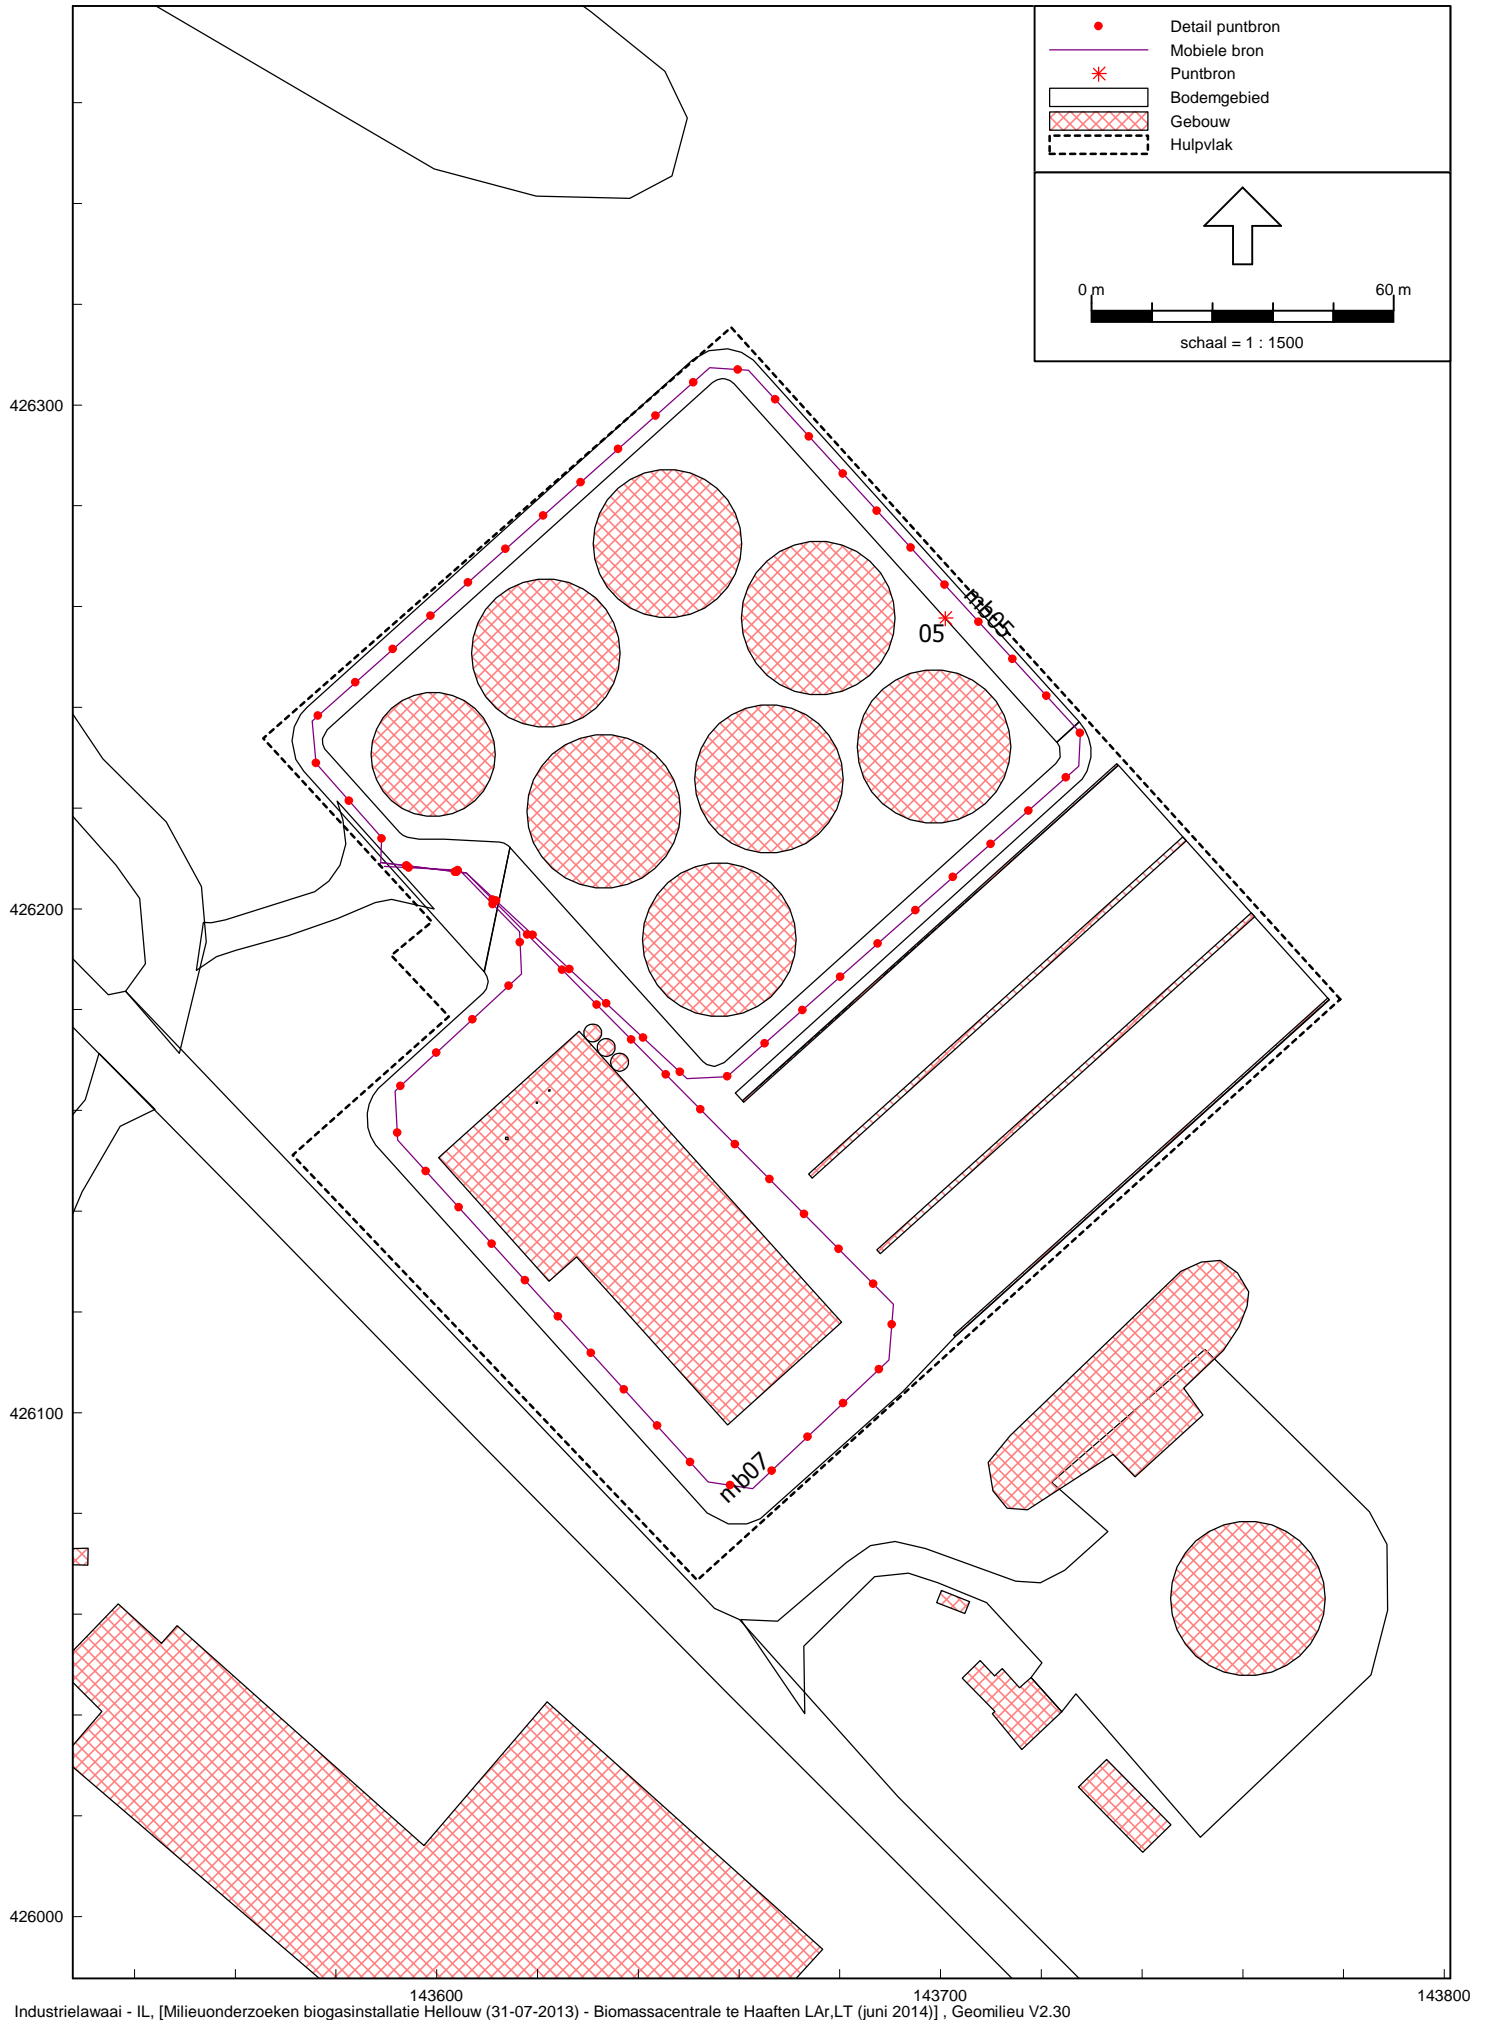 Detail puntbron
Mobiele bron
Puntbron
Bodemgebied
Gebouw
Hulpvlak
0 m
60 m
schaal = 1 : 1500
426300
mb05
05
426200
426100
mb07
426000
143600
143700
143800
Industrielawaai - IL, [Milieuonderzoeken biogasinstallatie Hellouw (31-07-2013) - Biomassacentrale te Haaften LAr,LT (juni 2014)] , Geomilieu V2.30